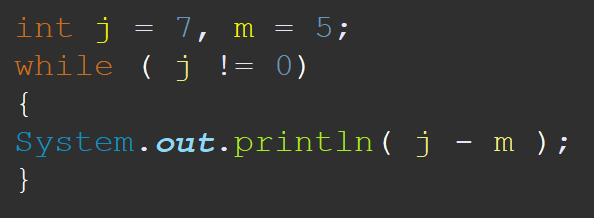 int j = 7, m = 5;
while ( j != 0)
{
System.out.println( j - m );
}